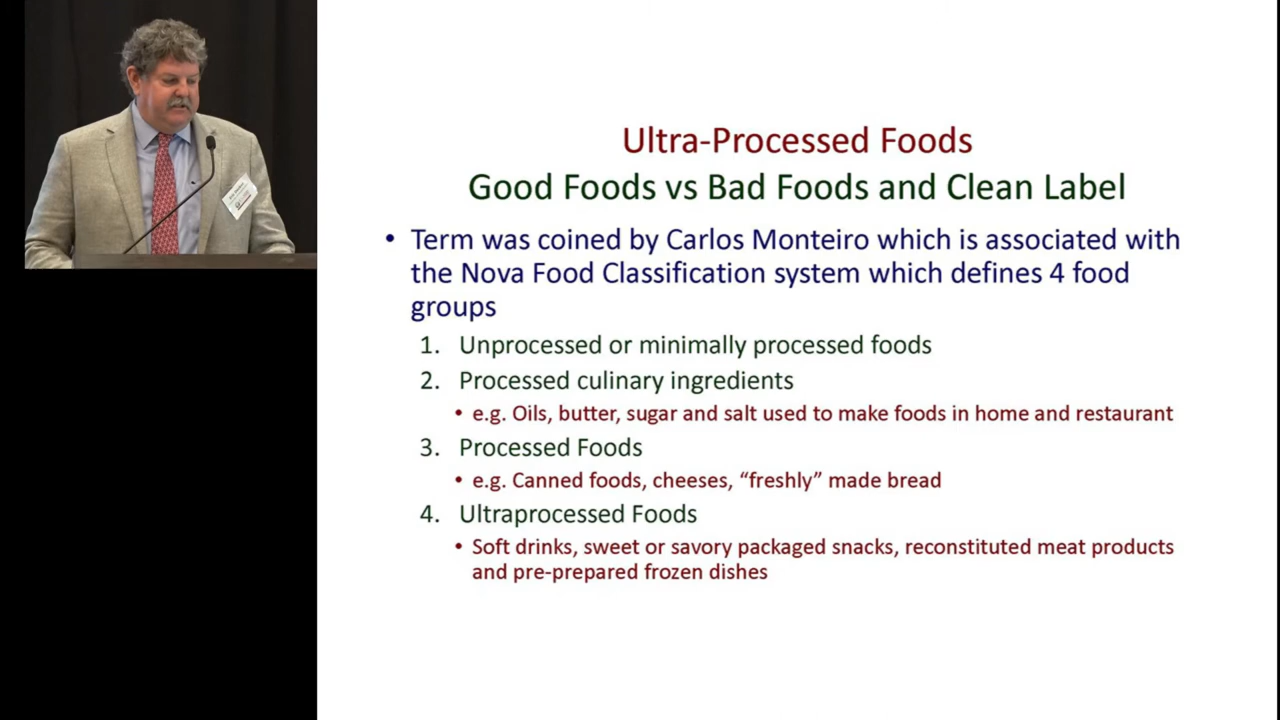 Ultra-Processed Foods
Good Foods vs Bad Foods and Clean Label
• Term was coined by Carlos Monteiro which is associated with
the Nova Food Classification system which defines 4 food
groups
1. Unprocessed or minimally processed foods
2. Processed culinary ingredients
• e.g. Oils, butter, sugar and salt used to make foods in home and restaurant
3. Processed Foods
• e.g. Canned foods, cheeses, “freshly” made bread
4. Ultraprocessed Foods
• Soft drinks, sweet or savory packaged snacks, reconstituted meat products
and pre-prepared frozen dishes